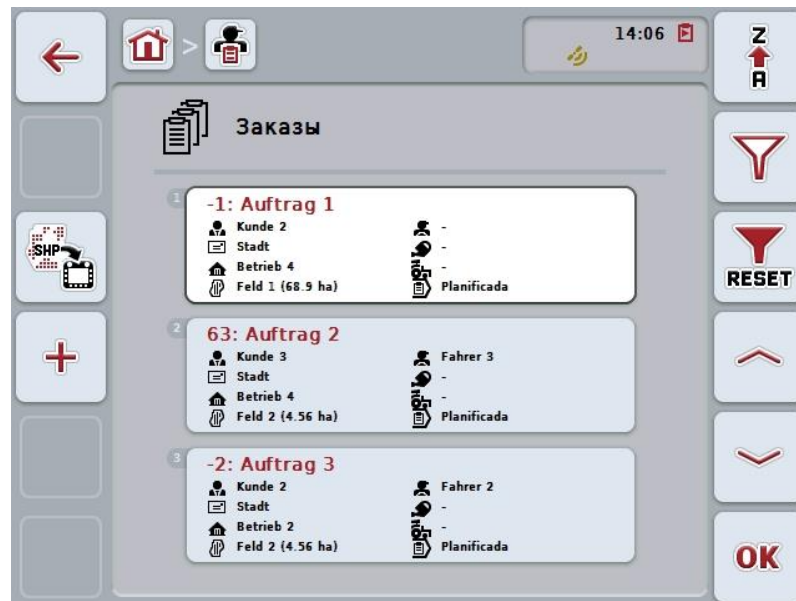 14:06
Z
A
Заказы
1
-1: Auftrag 1
Kunde 2 -
Stadt -
Betrieb 4 -
Feld 1 (68.9 ha) Planificada
SHP
RESET
2
63: Auftrag 2
Kunde 3 Fahrer 3
Stadt -
Betrieb 4 -
Feld 2 (4.56 ha) Planificada
3
-2: Auftrag 3
Kunde 2 Fahrer 2
Stadt -
Betrieb 2 -
Feld 2 (4.56 ha) Planificada
OK